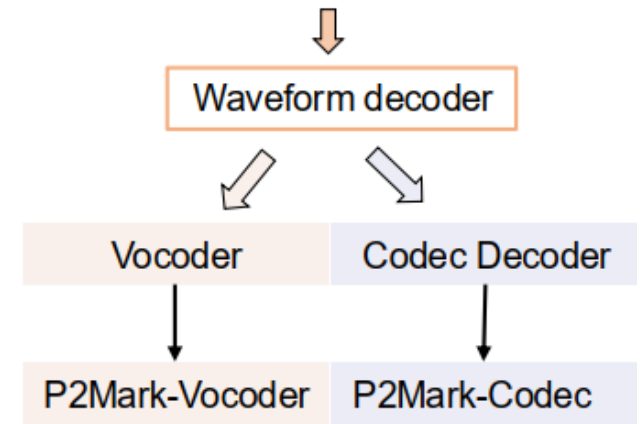 Waveform decoder
Vocoder
Codec Decoder
P2Mark-Vocoder
P2Mark-Codec